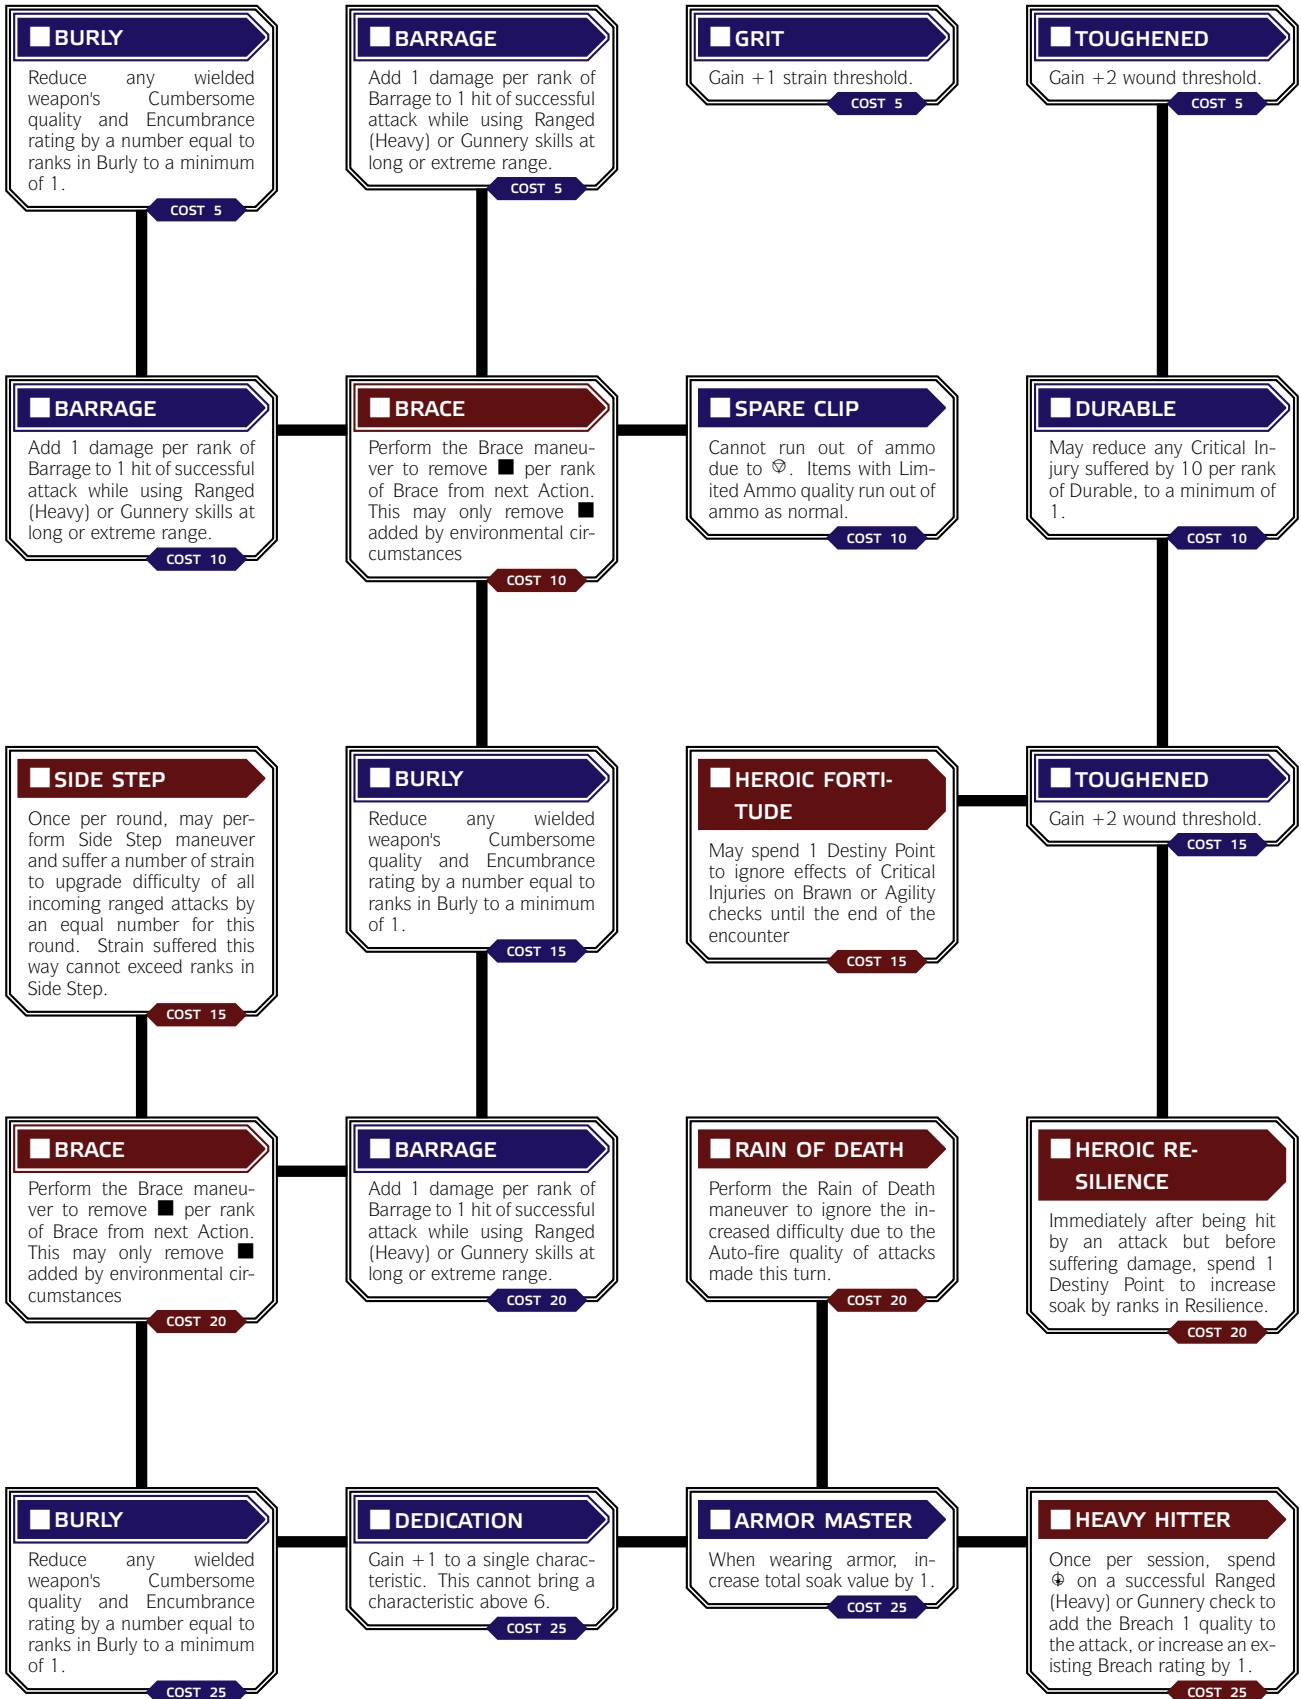 BURLY
Reduce any wielded
weapon's Cumbersome
quality and Encumbrance
rating by a number equal to
ranks in Burly to a minimum
of 1.
COST 5
BARRAGE
Add 1 damage per rank of
Barrage to 1 hit of successful
attack while using Ranged
(Heavy) or Gunnery skills at
long or extreme range.
COST 5
GRIT
Gain +1 strain threshold.
COST 5
TOUGHENED
Gain +2 wound threshold.
COST 5
BARRAGE
Add 1 damage per rank of
Barrage to 1 hit of successful
attack while using Ranged
(Heavy) or Gunnery skills at
long or extreme range.
COST 10
BRACE
Perform the Brace maneu-
ver to remove ■ per rank
of Brace from next Action.
This may only remove ■
added by environmental cir-
cumstances
COST 10
SPARE CLIP
Cannot run out of ammo
due to . Items with Lim-
ited Ammo quality run out of
ammo as normal.
COST 10
DURABLE
May reduce any Critical In-
jury suffered by 10 per rank
of Durable, to a minimum of
1.
COST 10
SIDE STEP
Once per round, may per-
form Side Step maneuver
and suffer a number of strain
to upgrade difficulty of all
incoming ranged attacks by
an equal number for this
round. Strain suffered this
way cannot exceed ranks in
Side Step.
COST 15
BURLY
Reduce any wielded
weapon's Cumbersome
quality and Encumbrance
rating by a number equal to
ranks in Burly to a minimum
of 1.
COST 15
HEROIC FORTI-
TUDE
May spend 1 Destiny Point
to ignore effects of Critical
Injuries on Brawn or Agility
checks until the end of the
encounter
COST 15
TOUGHENED
Gain +2 wound threshold.
COST 15
BRACE
Perform the Brace maneu-
ver to remove ■ per rank
of Brace from next Action.
This may only remove ■
added by environmental cir-
cumstances
COST 20
BARRAGE
Add 1 damage per rank of
Barrage to 1 hit of successful
attack while using Ranged
(Heavy) or Gunnery skills at
long or extreme range.
COST 20
RAIN OF DEATH
Perform the Rain of Death
maneuver to ignore the in-
creased difficulty due to the
Auto-fire quality of attacks
made this turn.
COST 20
HEROIC RE-
SILIENCE
Immediately after being hit
by an attack but before
suffering damage, spend 1
Destiny Point to increase
soak by ranks in Resilience.
COST 20
BURLY
Reduce any wielded
weapon's Cumbersome
quality and Encumbrance
rating by a number equal to
ranks in Burly to a minimum
of 1.
COST 25
DEDICATION
Gain +1 to a single charac-
teristic. This cannot bring a
characteristic above 6.
COST 25
ARMOR MASTER
When wearing armor, in-
crease total soak value by 1.
COST 25
HEAVY HITTER
Once per session, spend
on a successful Ranged
(Heavy) or Gunnery check to
add the Breach 1 quality to
the attack, or increase an ex-
isting Breach rating by 1.
COST 25